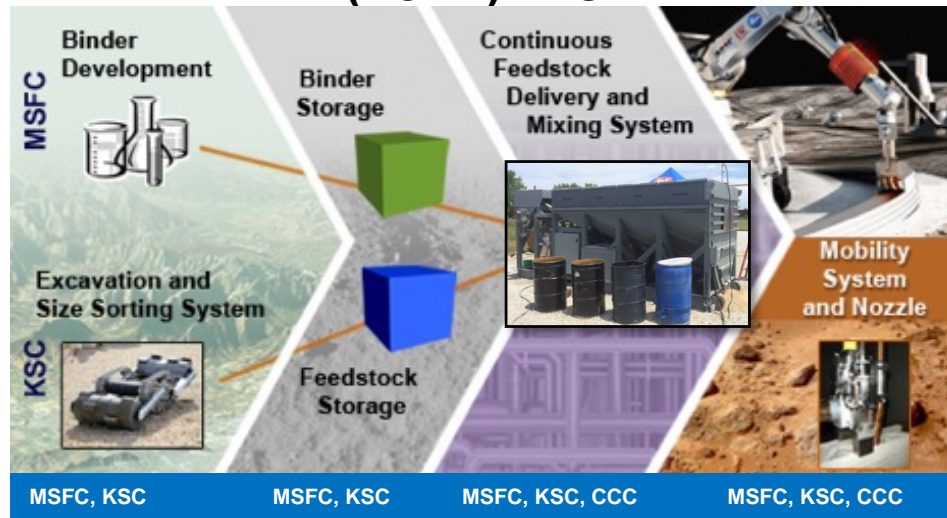 Binder
Development
MSFC
Binder
Storage
Continuous
Feedstock
Delivery and
Mixing System
Excavation and
Size Sorting System
KSC
Feedstock
Storage
Mobility
System
and Nozzle
MSFC, KSC
MSFC, KSC
MSFC, KSC, CCC
MSFC, KSC, CCC